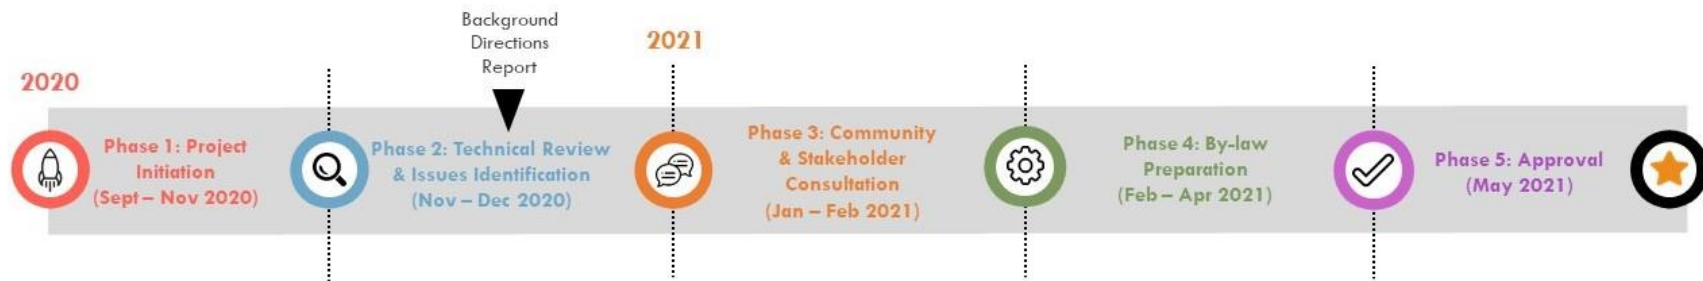 2020
Phase 1: Project
Initiation
(Sept – Nov 2020)
Background
Directions
Report
Phase 2: Technical Review
& Issues Identification
(Nov – Dec 2020)
2021
Phase 3: Community
& Stakeholder
Consultation
(Jan – Feb 2021)
Phase 4: By-law
Preparation
(Feb – Apr 2021)
Phase 5: Approval
(May 2021)